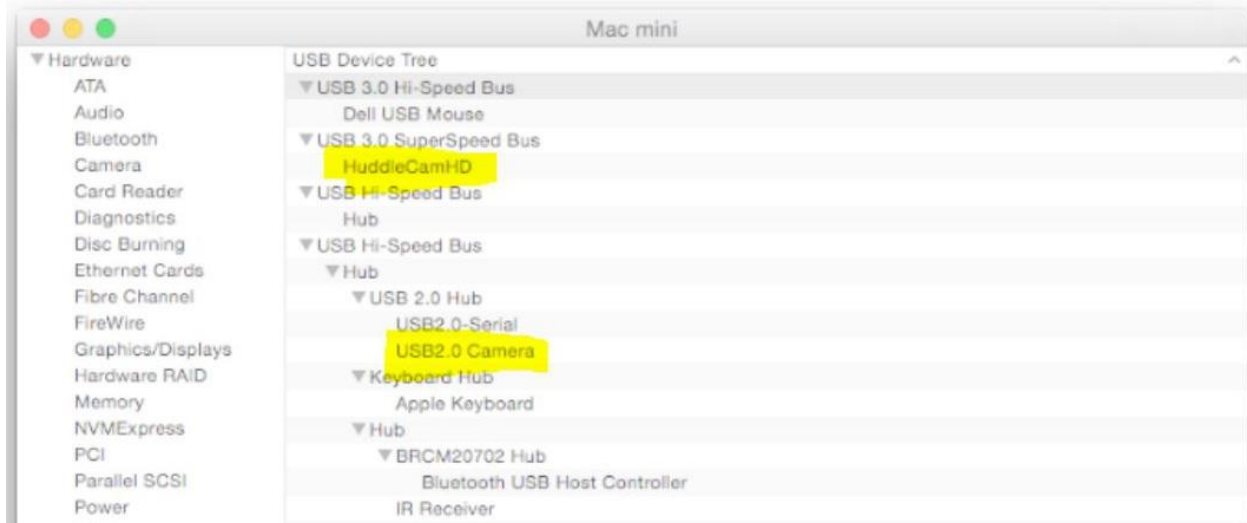 Mac mini
Hardware
ATA
Audio
Bluetooth
Camera
Card Reader
Diagnostics
Disc Burning
Ethernet Cards
Fibre Channel
FireWire
Graphics/Displays
Hardware RAID
Memory
NVMExpress
PCI
Parallel SCSI
Power
USB Device Tree
USB 3.0 Hi-Speed Bus
Dell USB Mouse
USB 3.0 SuperSpeed Bus
HuddleCamHD
USB Hi-Speed Bus
Hub
USB Hi-Speed Bus
Hub
USB 2.0 Hub
USB2.0-Serial
USB2.0 Camera
Keyboard Hub
Apple Keyboard
Hub
BRCM20702 Hub
Bluetooth USB Host Controller
IR Receiver